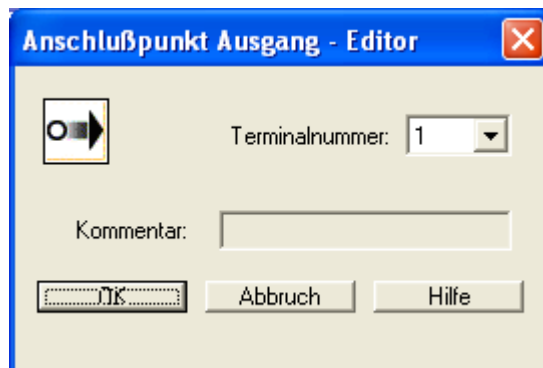 Anschlußpunkt Ausgang - Editor
Terminalnummer: 1
Kommentar:
OK Abbruch Hilfe